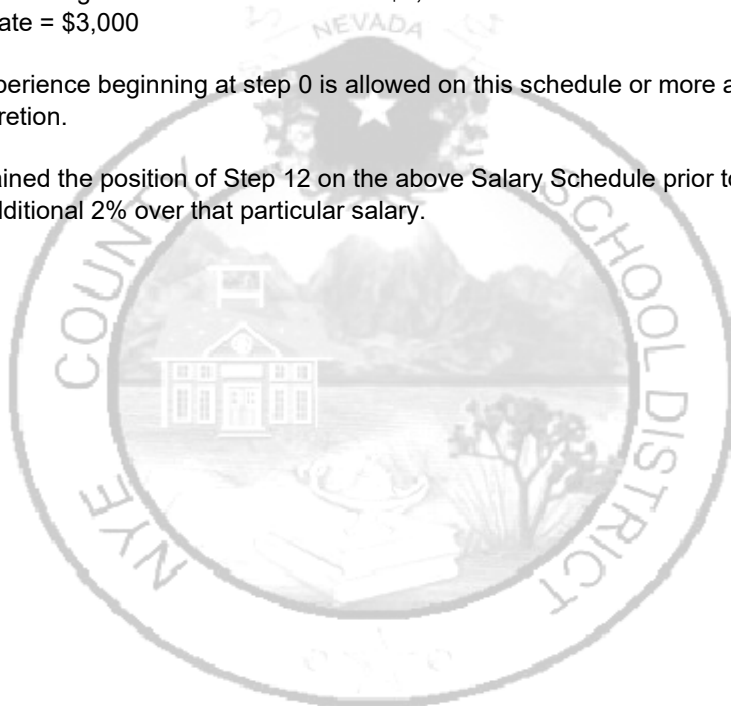 ate = $3,000
perience beginning at step 0 is allowed on this schedule or more a
retion.
ained the position of Step 12 on the above Salary Schedule prior to
dditional 2% over that particular salary.
NEVADA
NYE COUNTY SCHOOL DISTRICT